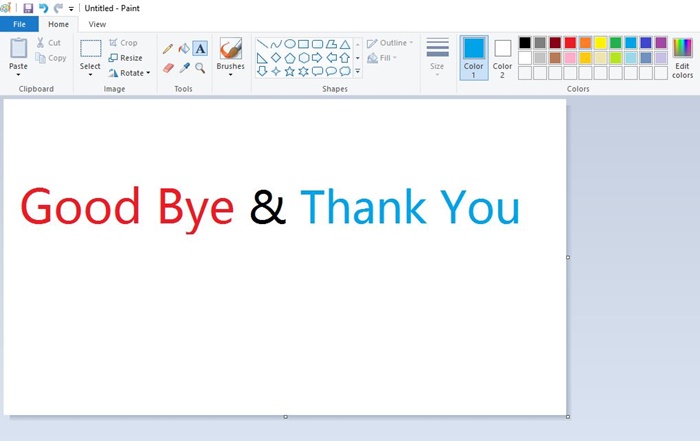 Untitled - Paint
File Home View
Paste
Cut
Copy
Clipboard
Select
Crop
Resize
Rotate
Image
A
Tools
Brushes
Outline
Fill
Shapes
Size
Color 1
Color 2
Edit colors
Colors
Good Bye & Thank You